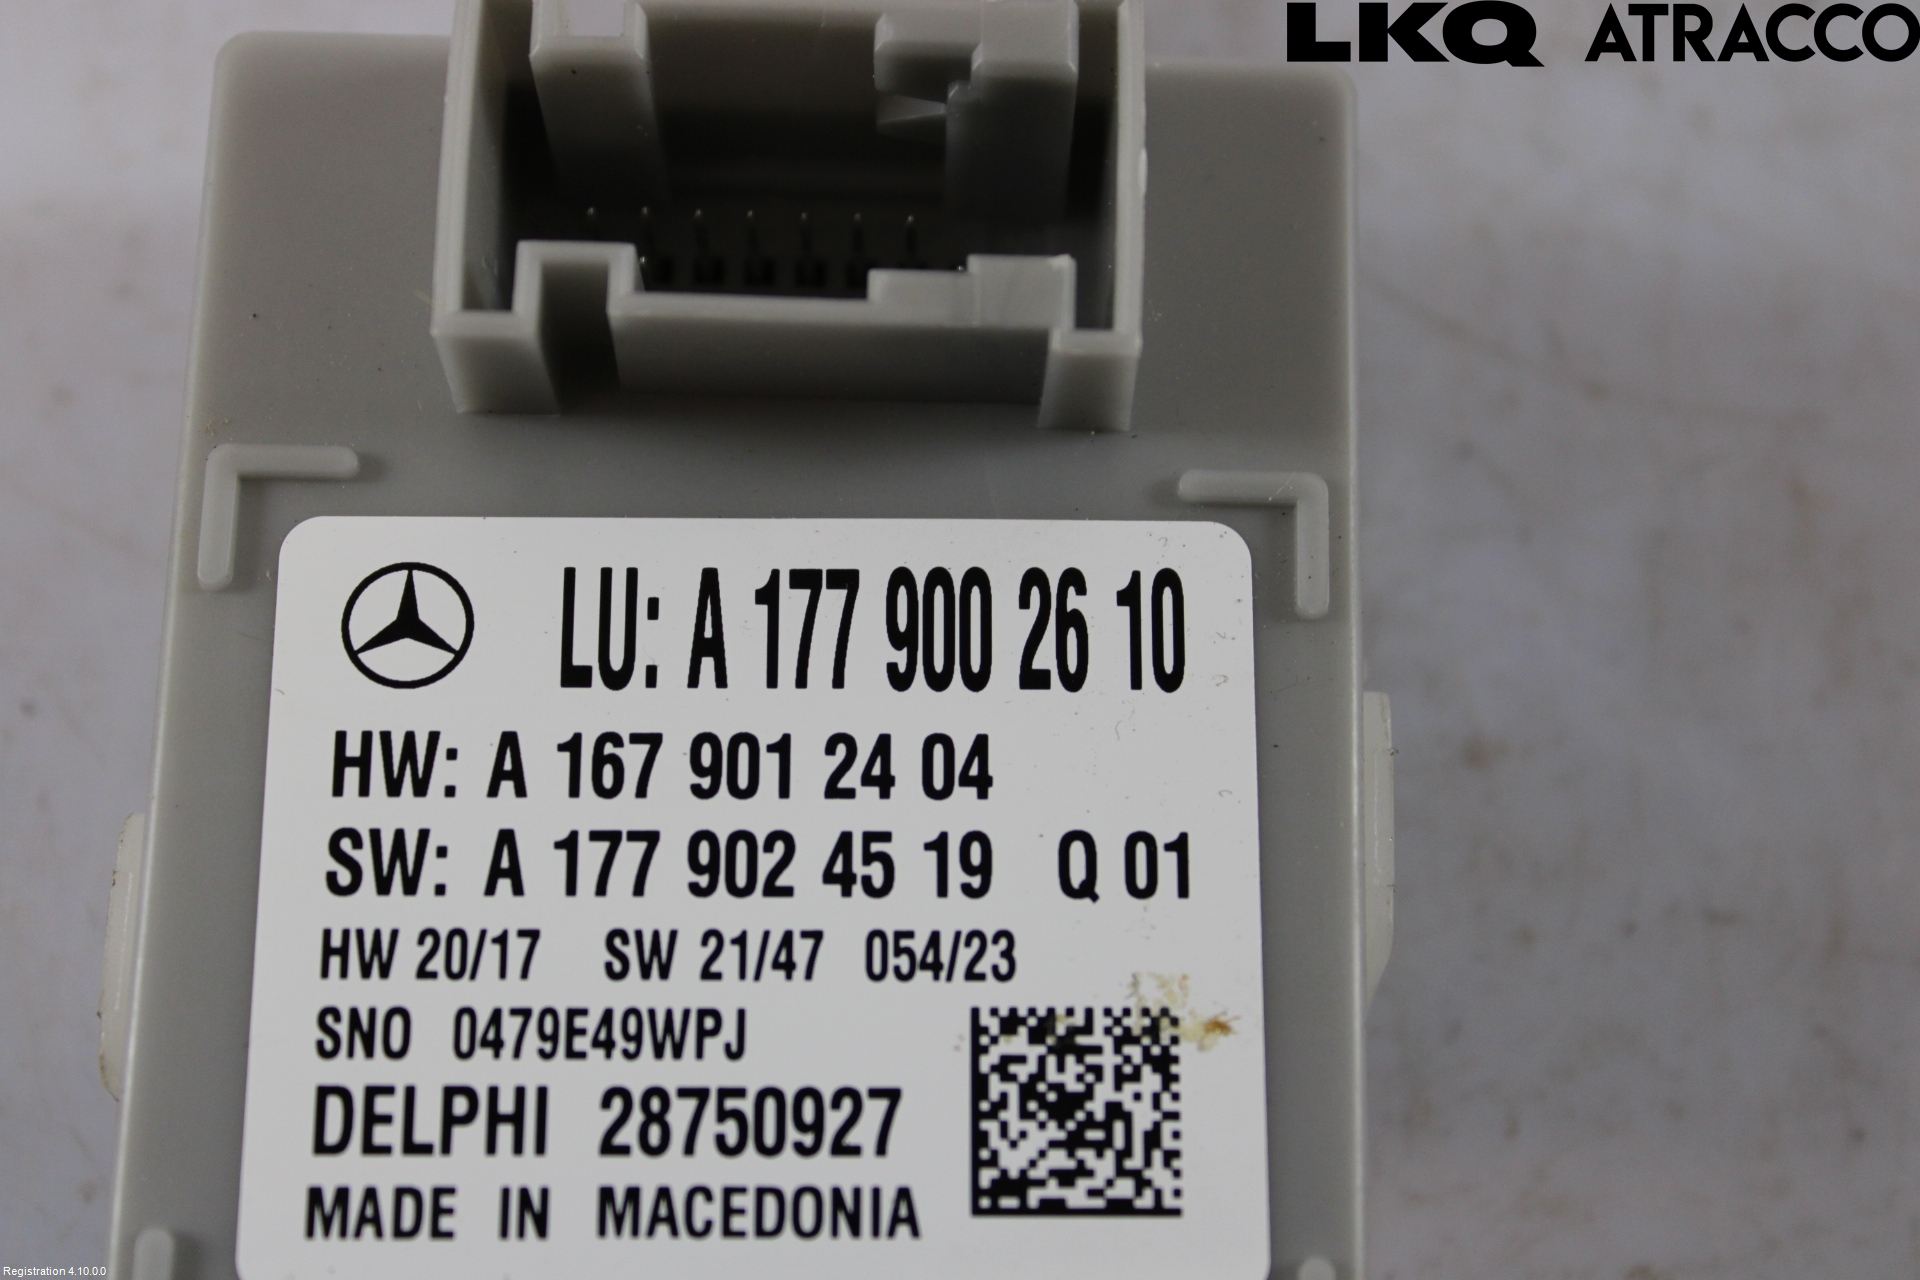 LKQ ATRACCO
LU: A 177 900 26 10
HW: A 167 901 24 04
SW: A 177 902 45 19 Q 01
HW 20/17 SW 21/47 054/23
SNO 0479E49WPJ
DELPHI 28750927
MADE IN MACEDONIA
Registration 4.10.0.0